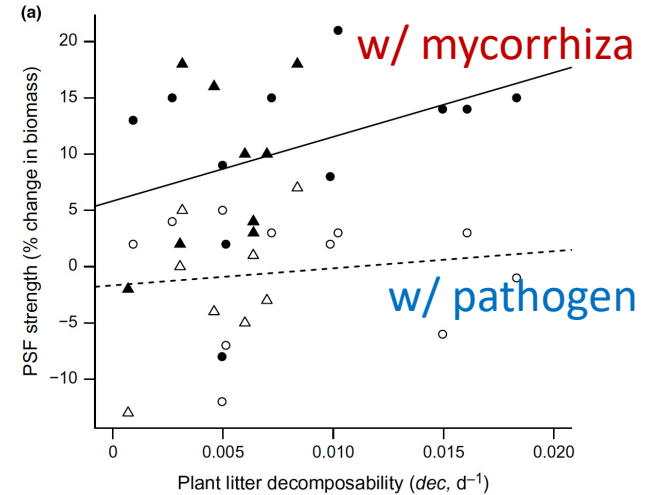 (a)
w/ mycorrhiza
20
15
10
5
0
−5
−10
PSF strength (% change in biomass)
w/ pathogen
0
0.005
0.010
0.015
0.020
Plant litter decomposability (dec, d−1)